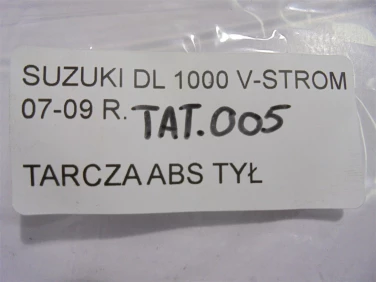 SUZUKI DL 1000 V-STROM
07-09 R. TAT.005
TARCZA ABS TYŁ